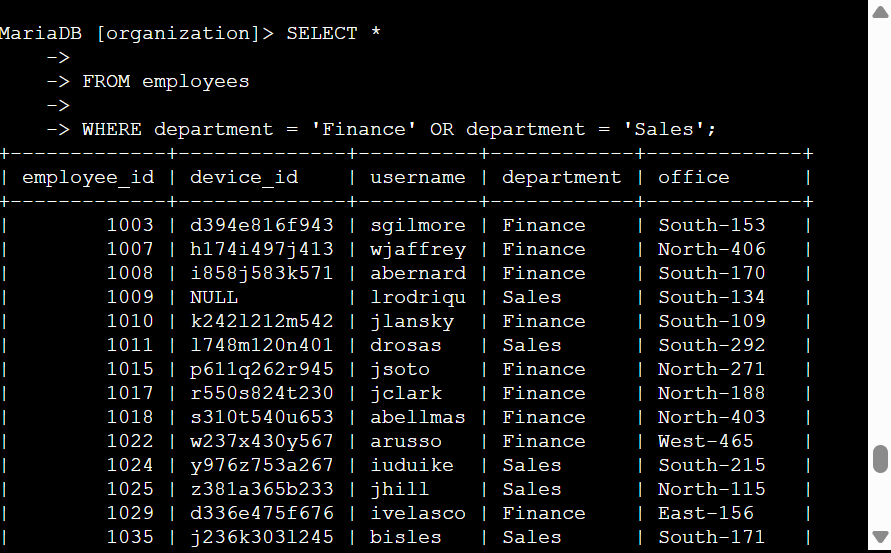 MariaDB [organization]> SELECT *
    ->
    -> FROM employees
    ->
    -> WHERE department = 'Finance' OR department = 'Sales';
+-------------+--------------+----------+------------+-------------+
| employee_id | device_id    | username | department | office      |
+-------------+--------------+----------+------------+-------------+
|        1003 | d394e816f943 | sgilmore | Finance    | South-153   |
|        1007 | h174i497j413 | wjaffrey | Finance    | North-406   |
|        1008 | i858j583k571 | abernard | Finance    | South-170   |
|        1009 | NULL         | lrodriqu | Sales      | South-134   |
|        1010 | k242l212m542 | jlansky  | Finance    | South-109   |
|        1011 | l748m120n401 | drosas   | Sales      | South-292   |
|        1015 | p611q262r945 | jsoto    | Finance    | North-271   |
|        1017 | r550s824t230 | jclark   | Finance    | North-188   |
|        1018 | s310t540u653 | abellmas | Finance    | North-403   |
|        1022 | w237x430y567 | arusso   | Finance    | West-465    |
|        1024 | y976z753a267 | iuduike  | Sales      | South-215   |
|        1025 | z381a365b233 | jhill    | Sales      | North-115   |
|        1029 | d336e475f676 | ivelasco | Finance    | East-156    |
|        1035 | j236k303l245 | bisles   | Sales      | South-171   |